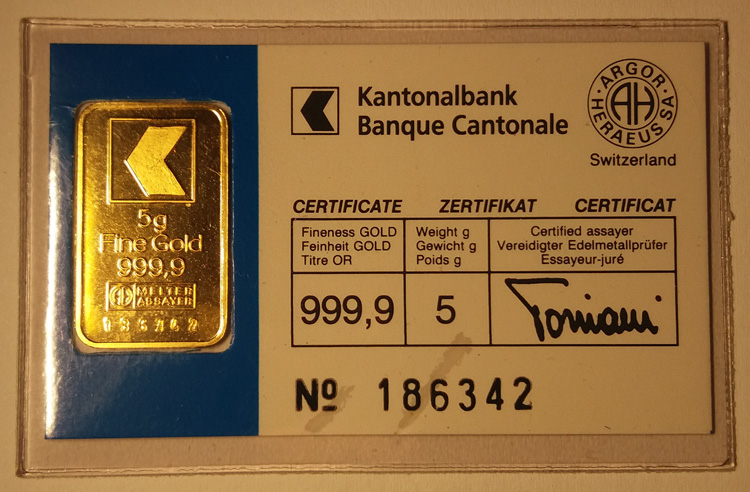 5g
Fine Gold
999,9
AH MELTER
ASSAYER
186342
Kantonalbank
Banque Cantonale
ARGOR-HERAEUS SA
AH
Switzerland
CERTIFICATE ZERTIFIKAT CERTIFICAT
Fineness GOLD
Feinheit GOLD
Titre OR
Weight g
Gewicht g
Poids g
Certified assayer
Vereidigter Edelmetallprüfer
Essayeur-juré
999,9
5
Nº 186342